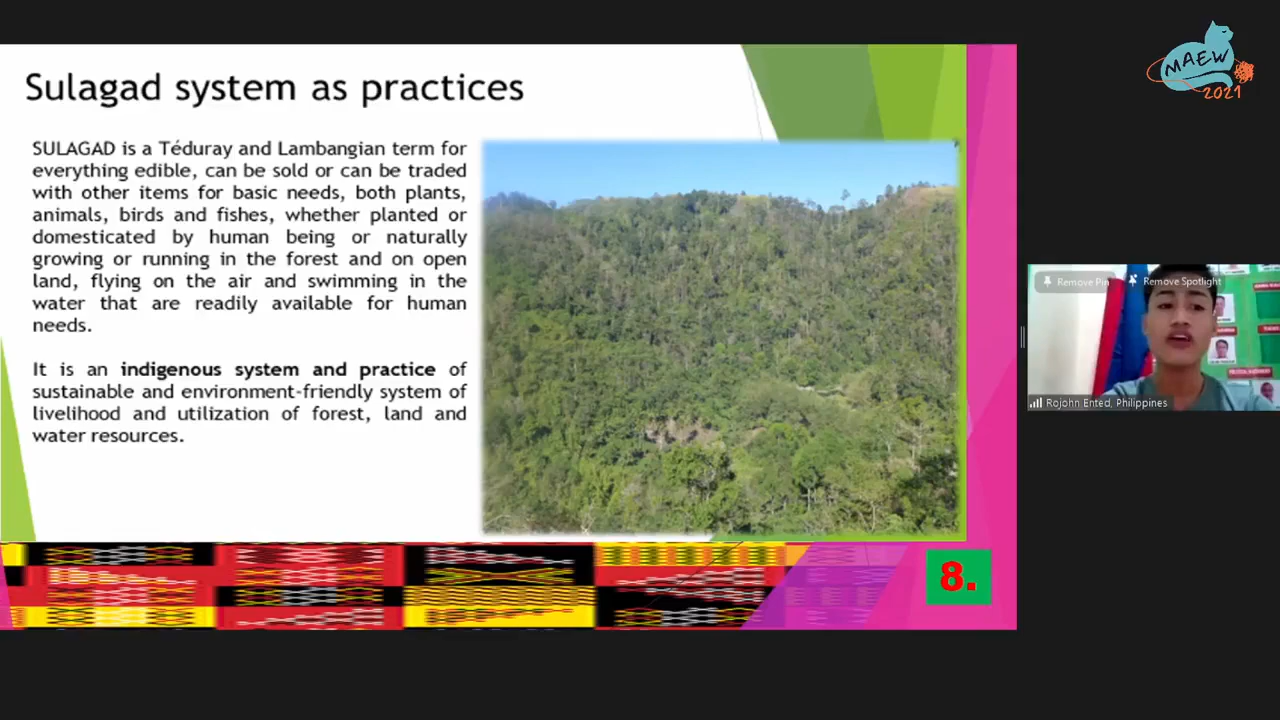 MAEW
2021
Sulagad system as practices
SULAGAD is a Téduray and Lambangian term for
everything edible, can be sold or can be traded
with other items for basic needs, both plants,
animals, birds and fishes, whether planted or
domesticated by human being or naturally
growing or running in the forest and on open
land, flying on the air and swimming in the
water that are readily available for human
needs.
It is an indigenous system and practice of
sustainable and environment-friendly system of
livelihood and utilization of forest, land and
water resources.
8.
Remove Pin
Remove Spotlight
Rojohn Ented, Philippines